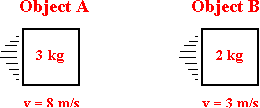 Object A Object B
3 kg 2 kg
v = 8 m/s v = 3 m/s